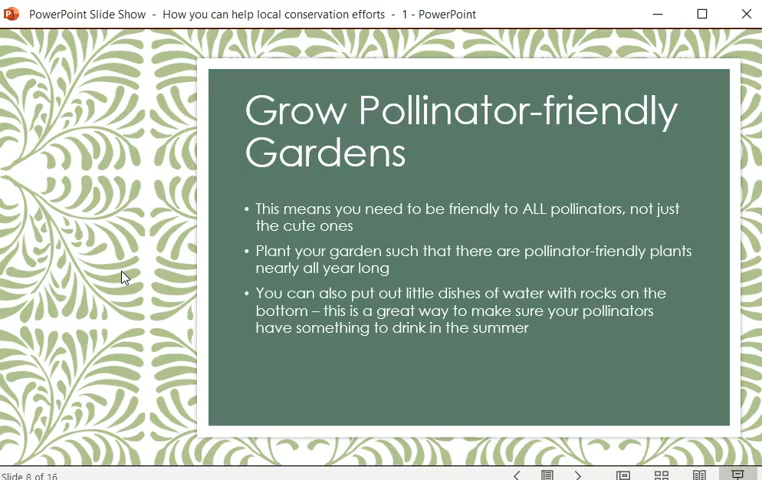 PowerPoint Slide Show - How you can help local conservation efforts - 1 - PowerPoint
Grow Pollinator-friendly
Gardens
• This means you need to be friendly to ALL pollinators, not just
the cute ones
• Plant your garden such that there are pollinator-friendly plants
nearly all year long
• You can also put out little dishes of water with rocks on the
bottom – this is a great way to make sure your pollinators
have something to drink in the summer
Slide 8 of 16